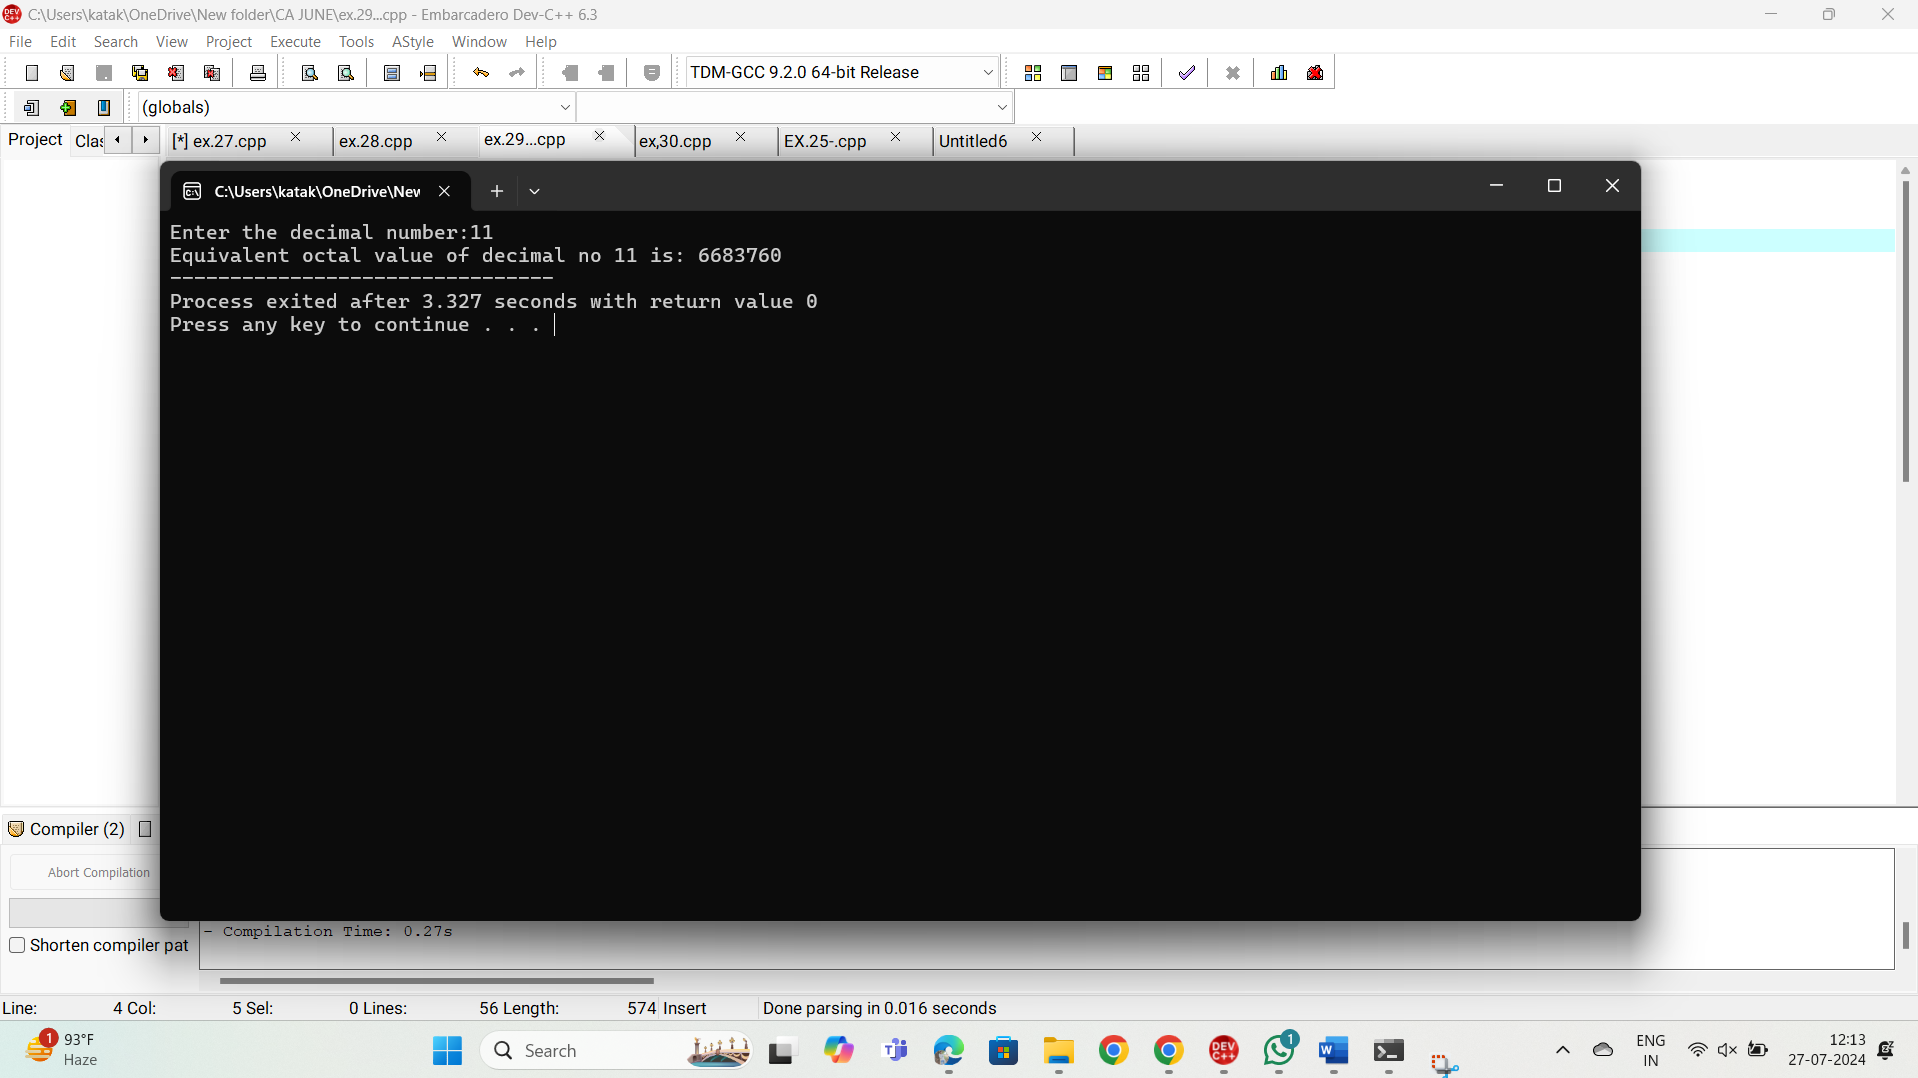 C:\Users\katak\OneDrive\New folder\CA JUNE\ex.29...cpp - Embarcadero Dev-C++ 6.3
File Edit Search View Project Execute Tools AStyle Window Help
TDM-GCC 9.2.0 64-bit Release
(globals)
Project Clas [*] ex.27.cpp ex.28.cpp ex.29...cpp ex,30.cpp EX.25-.cpp Untitled6
C:\Users\katak\OneDrive\New
Enter the decimal number:11
Equivalent octal value of decimal no 11 is: 6683760
--------------------------------
Process exited after 3.327 seconds with return value 0
Press any key to continue . . .
Compiler (2)
Abort Compilation
Shorten compiler pat
- Compilation Time: 0.27s
Line: 4 Col: 5 Sel: 0 Lines: 56 Length: 574 Insert Done parsing in 0.016 seconds
1 93°F
Haze
Search
1
ENG
IN
12:13
27-07-2024